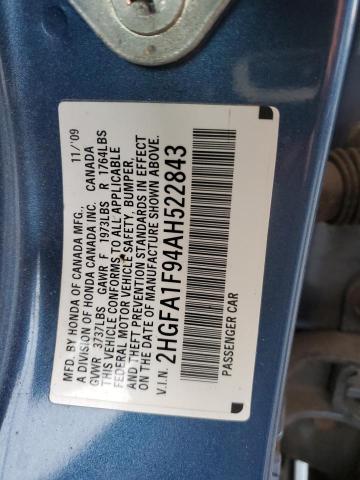 MFD. BY HONDA OF CANADA MFG., 11/'09
A DIVISION OF HONDA CANADA INC. CANADA
GVWR 3737LBS GAWR F 1973LBS R 1764LBS
THIS VEHICLE CONFORMS TO ALL APPLICABLE
FEDERAL MOTOR VEHICLE SAFETY, BUMPER,
AND THEFT PREVENTION STANDARDS IN EFFECT
ON THE DATE OF MANUFACTURE SHOWN ABOVE.
V.I.N. 2HGFA1F94AH522843
PASSENGER CAR